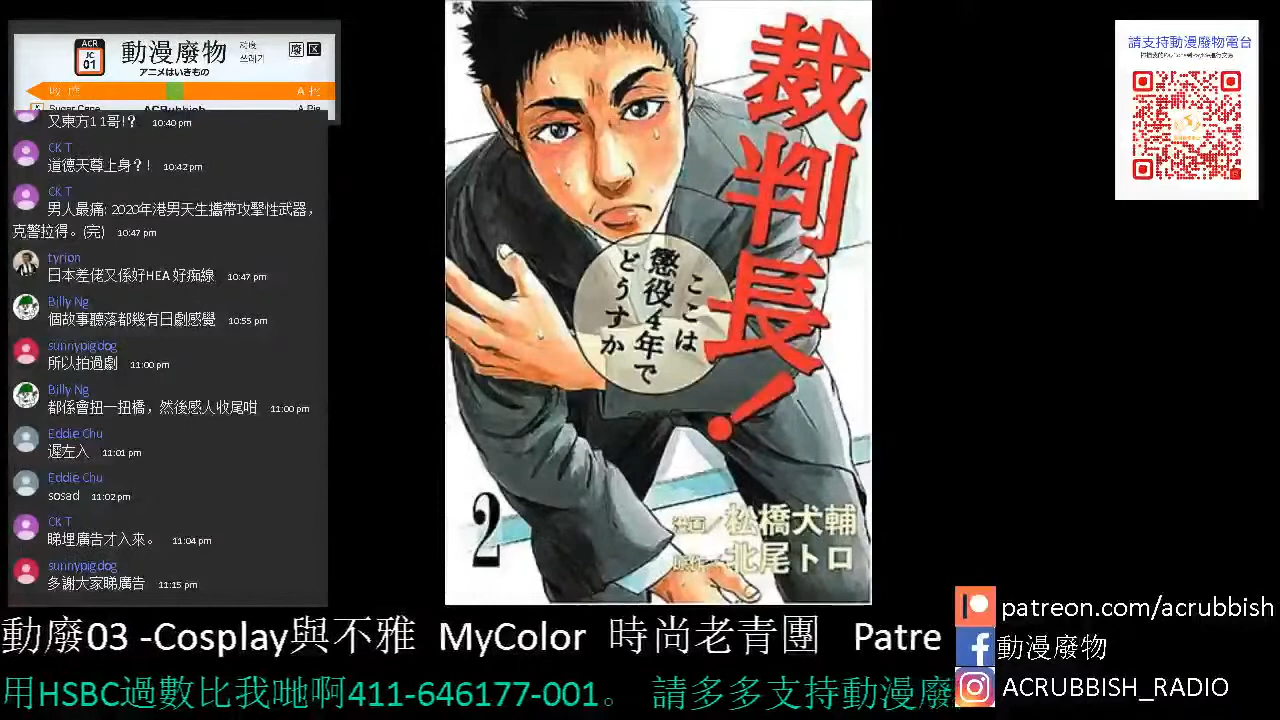 ACR
JC
01
動漫廢物
アニメはいきもの
廢 区
Sugar Cane
ACRubbish
A Pie
又東方11哥!? 10:40 pm
CK T
道德天尊上身？！ 10:42 pm
CK T
男人最痛: 2020年港男天生攜帶攻擊性武器，
克警拉得。(完) 10:47 pm
tyrion
日本差佬又係好HEA 好痴線 10:47 pm
Billy Ng
個故事聽落都幾有日劇感覺 10:55 pm
sunnypigdog
所以拍過劇 11:00 pm
Billy Ng
都係會扭一扭橋，然後感人收尾咁 11:00 pm
Eddie Chu
遲左入 11:01 pm
Eddie Chu
sosad 11:02 pm
CK T
睇埋廣告才入來。 11:04 pm
sunnypigdog
多謝大家睇廣告 11:15 pm
裁判長！
ここは
懲役4年で
どうすか
2
漫画／松橋犬輔
原作／北尾トロ
請支持動漫廢物電台
動廢03 -Cosplay與不雅 MyColor 時尚老青團 Patre
用HSBC過數比我哋啊411-646177-001。 請多多支持動漫廢
patreon.com/acrubbish
動漫廢物
ACRUBBISH_RADIO